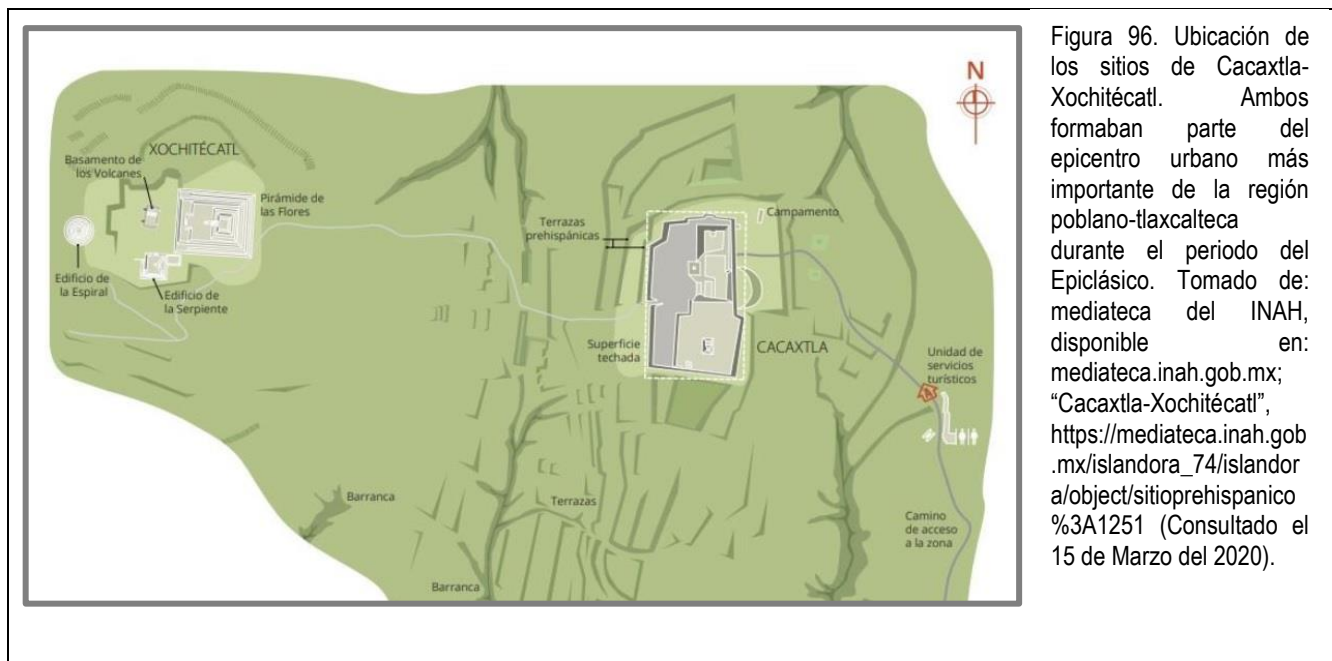 N
XOCHITÉCATL
Basamento de
los Volcanes
Pirámide de
las Flores
Edificio de
la Espiral
Edificio de
la Serpiente
Terrazas
prehispánicas
Campamento
Superficie
techada
CACAXTLA
Unidad de
servicios
turísticos
Barranca
Terrazas
Barranca
Camino
de acceso
a la zona
Figura 96. Ubicación de
los sitios de Cacaxtla-
Xochitécatl. Ambos
formaban parte del
epicentro urbano más
importante de la región
poblano-tlaxcalteca
durante el periodo del
Epiclásico. Tomado de:
mediateca del INAH,
disponible en:
mediateca.inah.gob.mx;
“Cacaxtla-Xochitécatl”,
https://mediateca.inah.gob
.mx/islandora_74/islandor
a/object/sitioprehispanico
%3A1251 (Consultado el
15 de Marzo del 2020).